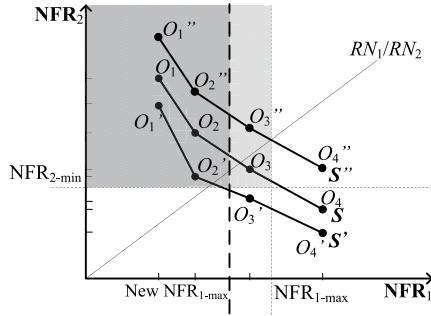 NFR2
O1''
RN1/RN2
O1
O2''
O1'
O2
O3''
O2'
O3
O4''
S''
NFR2-min
O3'
O4
S
O4'
S'
New NFR1-max
NFR1-max
NFR1